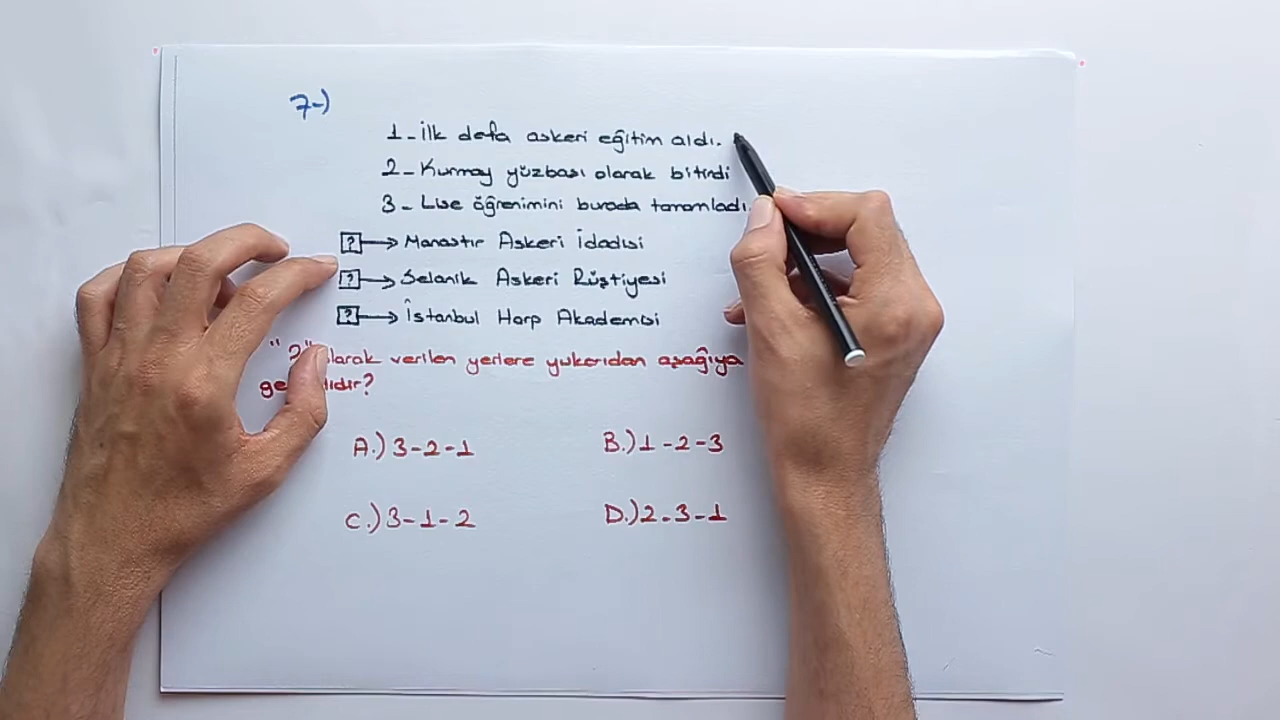 7-)
1- İlk defa askeri eğitim aldı.
2- Kurmay yüzbaşı olarak bitirdi
3- Lise öğrenimini burada tamamladı.
? → Manastır Askeri İdadisi
? → Selanik Askeri Rüştiyesi
? → İstanbul Harp Akademisi
"?" olarak verilen yerlere yukarıdan aşağıya
A.) 3-2-1 B.) 1-2-3
C.) 3-1-2 D.) 2-3-1